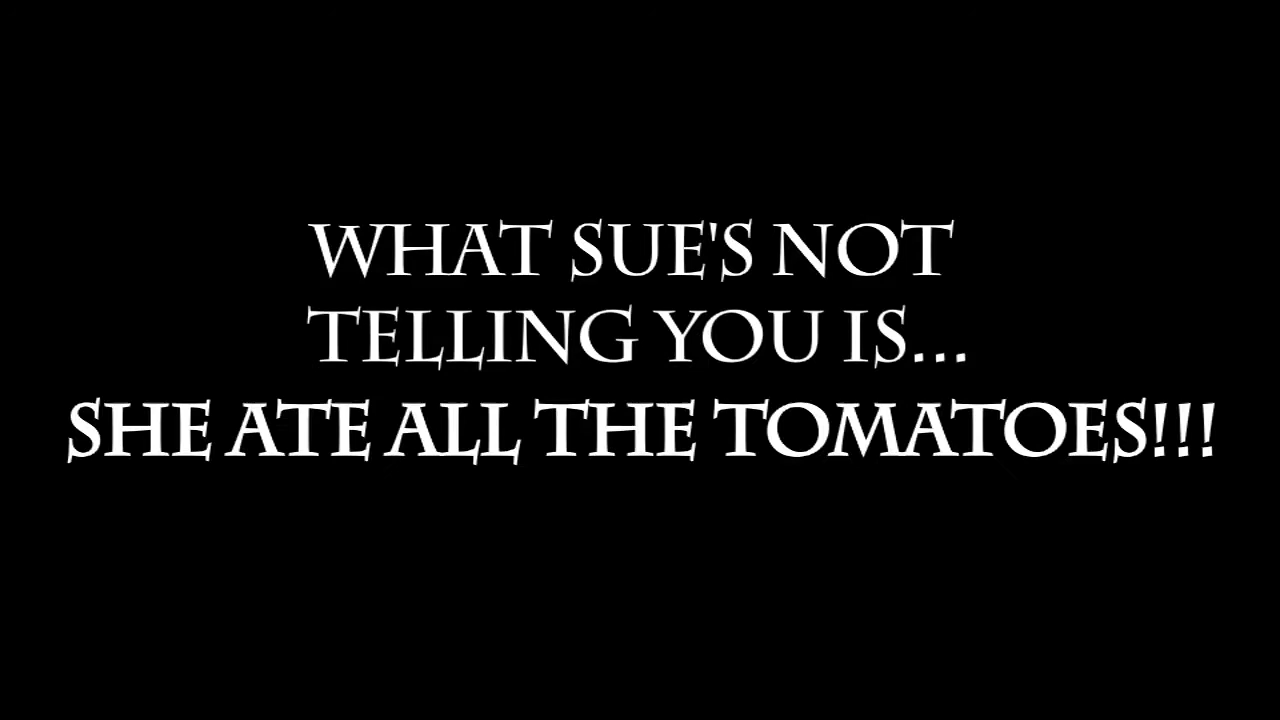 WHAT SUE'S NOT
TELLING YOU IS...
SHE ATE ALL THE TOMATOES!!!